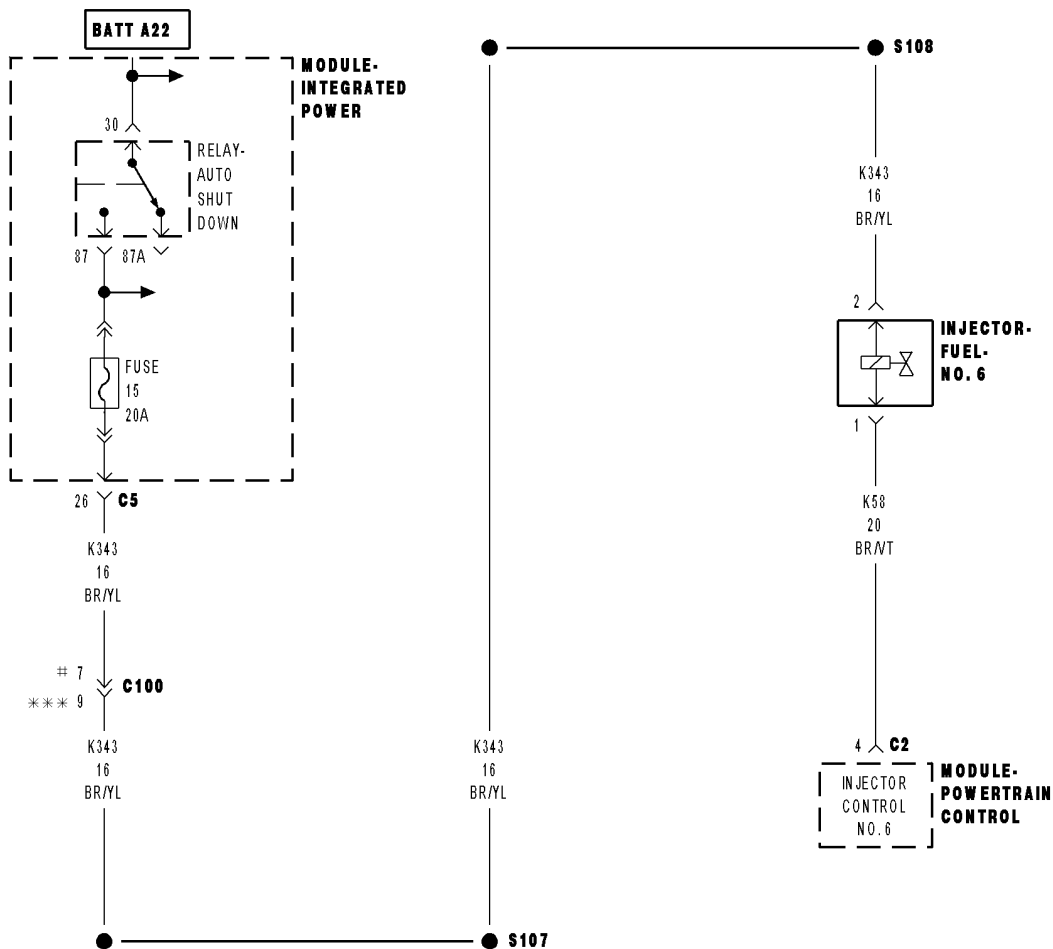 BATT A22
MODULE-
INTEGRATED
POWER
30
RELAY-
AUTO
SHUT
DOWN
87 87A
FUSE
15
20A
26 C5
K343
16
BR/YL
# 7
*** 9
C100
K343
16
BR/YL
S107
K343
16
BR/YL
S108
K343
16
BR/YL
2
INJECTOR-
FUEL-
NO. 6
1
K58
20
BR/VT
4 C2
INJECTOR
CONTROL
NO. 6
MODULE-
POWERTRAIN
CONTROL